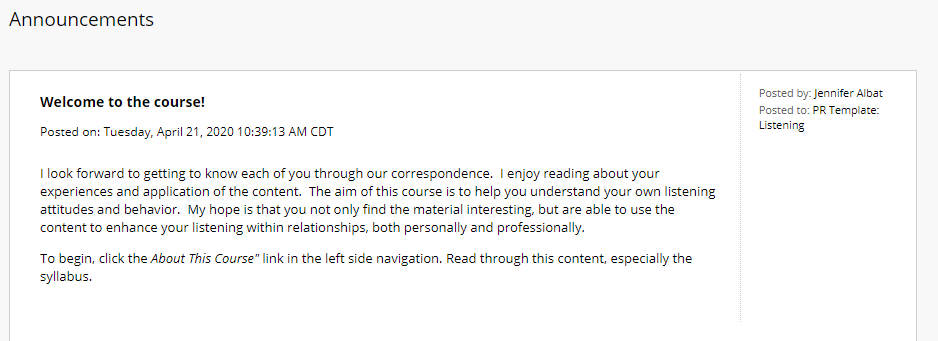 Announcements
Welcome to the course!
Posted on: Tuesday, April 21, 2020 10:39:13 AM CDT
I look forward to getting to know each of you through our correspondence.  I enjoy reading about your
experiences and application of the content.  The aim of this course is to help you understand your own listening
attitudes and behavior.  My hope is that you not only find the material interesting, but are able to use the
content to enhance your listening within relationships, both personally and professionally.
To begin, click the About This Course" link in the left side navigation. Read through this content, especially the
syllabus.
Posted by: Jennifer Albat
Posted to: PR Template:
Listening